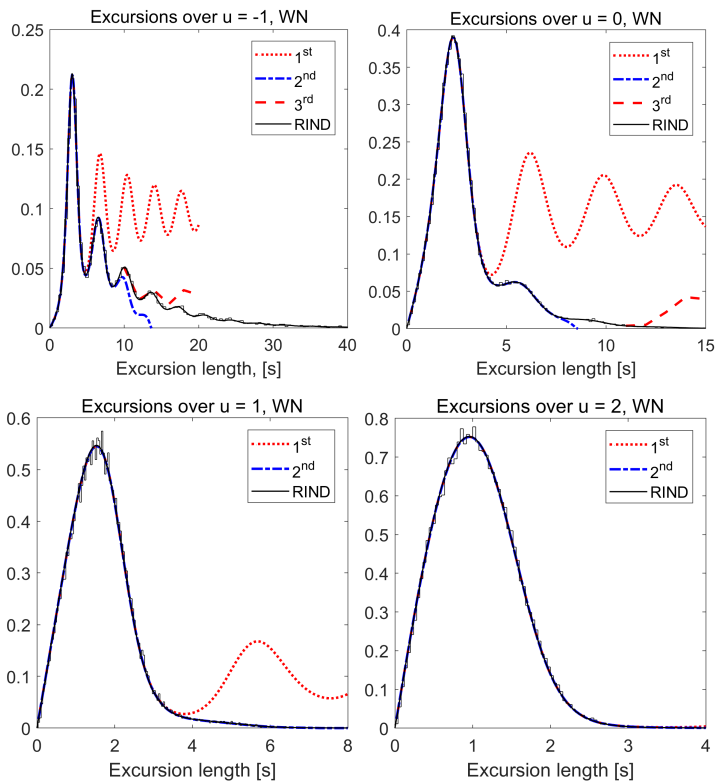 Excursions over u = -1, WN
0.25
0.2
0.15
0.1
0.05
0
0 10 20 30 40
Excursion length, [s]
1st
2nd
3rd
RIND
Excursions over u = 0, WN
0.4
0.35
0.3
0.25
0.2
0.15
0.1
0.05
0
0 5 10 15
Excursion length [s]
1st
2nd
3rd
RIND
Excursions over u = 1, WN
0.6
0.5
0.4
0.3
0.2
0.1
0
0 2 4 6 8
Excursion length [s]
1st
2nd
RIND
Excursions over u = 2, WN
0.8
0.7
0.6
0.5
0.4
0.3
0.2
0.1
0
0 1 2 3 4
Excursion length [s]
1st
2nd
RIND